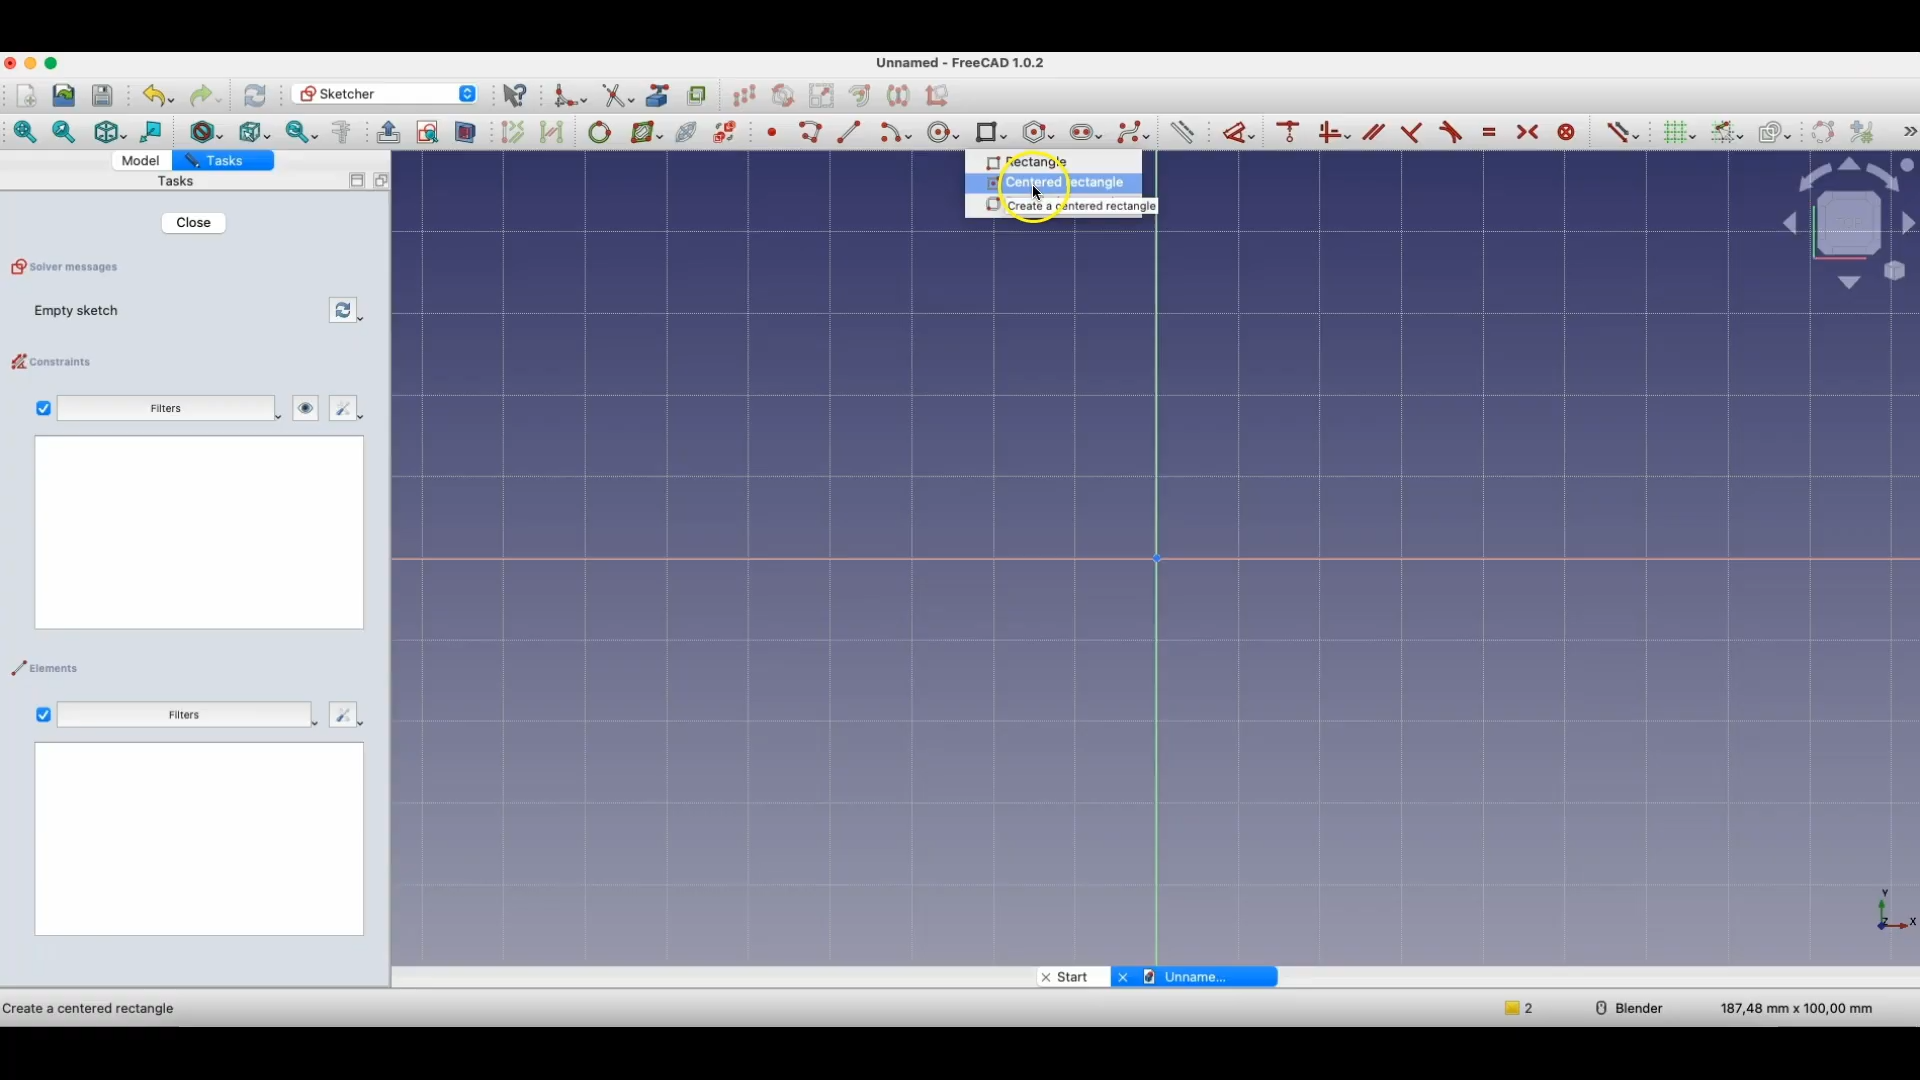 Unnamed - FreeCAD 1.0.2
Sketcher
Model
Tasks
Rectangle
Tasks
Centered rectangle
Create a centered rectangle
Close
Solver messages
Empty sketch
Constraints
Filters
Elements
Filters
Y
Z
X
Start
Unname...
Create a centered rectangle
2
Blender
187,48 mm x 100,00 mm